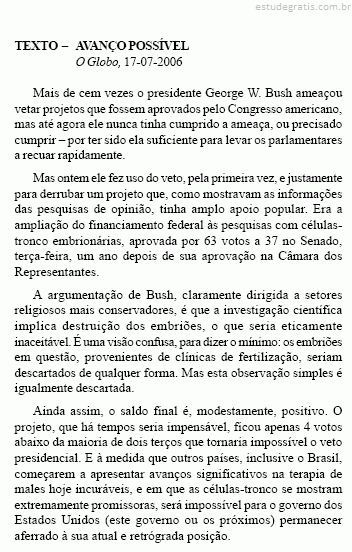 estudegratis.com.br
TEXTO – AVANÇO POSSÍVEL
O Globo, 17-07-2006
Mais de cem vezes o presidente George W. Bush ameaçou
vetar projetos que fossem aprovados pelo Congresso americano,
mas até agora ele nunca tinha cumprido a ameaça, ou precisado
cumprir – por ter sido ela suficiente para levar os parlamentares
a recuar rapidamente.
Mas ontem ele fez uso do veto, pela primeira vez, e justamente
para derrubar um projeto que, como mostravam as informações
das pesquisas de opinião, tinha amplo apoio popular. Era a
ampliação do financiamento federal às pesquisas com células-
tronco embrionárias, aprovada por 63 votos a 37 no Senado,
terça-feira, um ano depois de sua aprovação na Câmara dos
Representantes.
A argumentação de Bush, claramente dirigida a setores
religiosos mais conservadores, é que a investigação científica
implica destruição dos embriões, o que seria eticamente
inaceitável. É uma visão confusa, para dizer o mínimo: os embriões
em questão, provenientes de clínicas de fertilização, seriam
descartados de qualquer forma. Mas esta observação simples é
igualmente descartada.
Ainda assim, o saldo final é, modestamente, positivo. O
projeto, que há tempos seria impensável, ficou apenas 4 votos
abaixo da maioria de dois terços que tornaria impossível o veto
presidencial. E à medida que outros países, inclusive o Brasil,
começarem a apresentar avanços significativos na terapia de
males hoje incuráveis, e em que as células-tronco se mostram
extremamente promissoras, será impossível para o governo dos
Estados Unidos (este governo ou os próximos) permanecer
aferrado à sua atual e retrógrada posição.